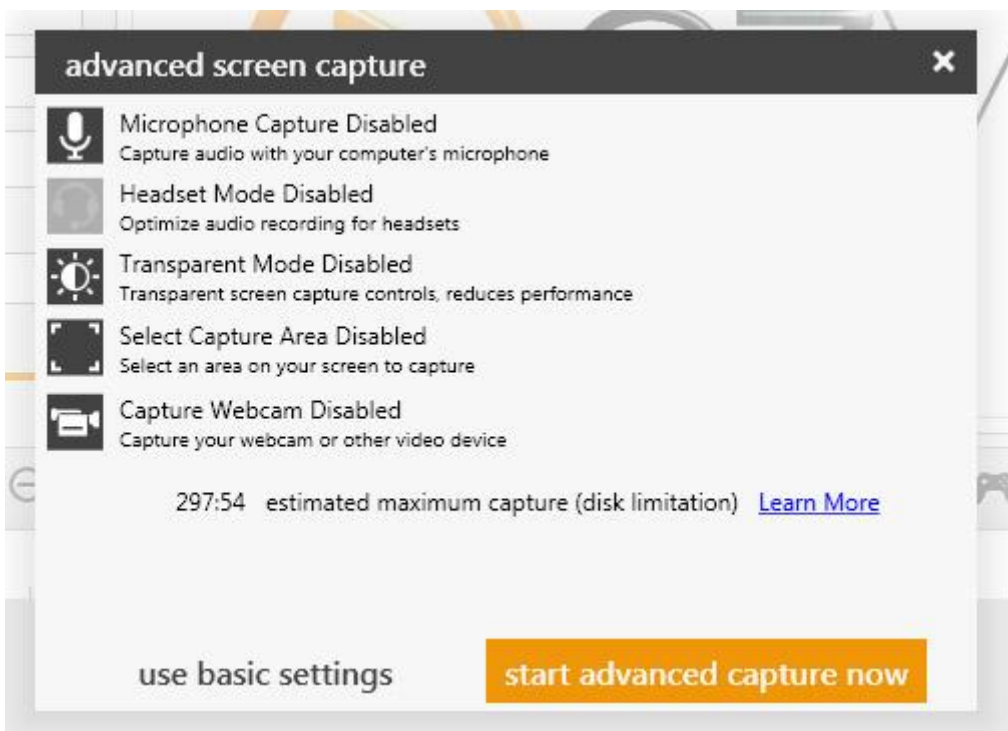 advanced screen capture
Microphone Capture Disabled
Capture audio with your computer's microphone
Headset Mode Disabled
Optimize audio recording for headsets
Transparent Mode Disabled
Transparent screen capture controls, reduces performance
Select Capture Area Disabled
Select an area on your screen to capture
Capture Webcam Disabled
Capture your webcam or other video device
297:54 estimated maximum capture (disk limitation) Learn More
use basic settings start advanced capture now